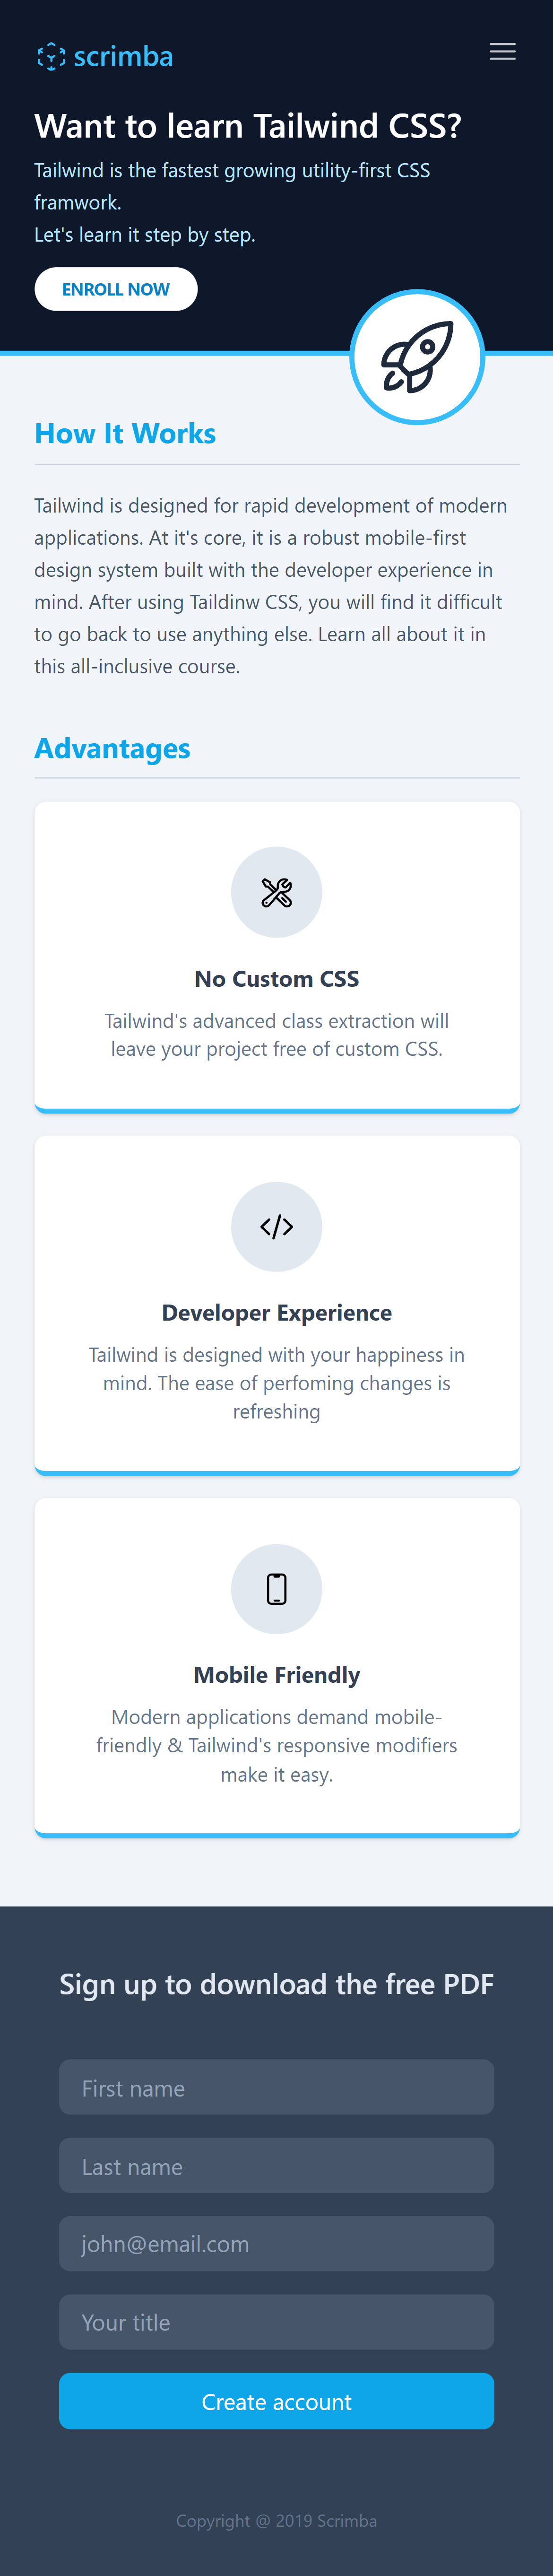 scrimba
Want to learn Tailwind CSS?
Tailwind is the fastest growing utility-first CSS
framwork.
Let's learn it step by step.
ENROLL NOW
How It Works
Tailwind is designed for rapid development of modern
applications. At it's core, it is a robust mobile-first
design system built with the developer experience in
mind. After using Taildinw CSS, you will find it difficult
to go back to use anything else. Learn all about it in
this all-inclusive course.
Advantages
No Custom CSS
Tailwind's advanced class extraction will
leave your project free of custom CSS.
Developer Experience
Tailwind is designed with your happiness in
mind. The ease of perfoming changes is
refreshing
Mobile Friendly
Modern applications demand mobile-
friendly & Tailwind's responsive modifiers
make it easy.
Sign up to download the free PDF
First name
Last name
john@email.com
Your title
Create account
Copyright @ 2019 Scrimba